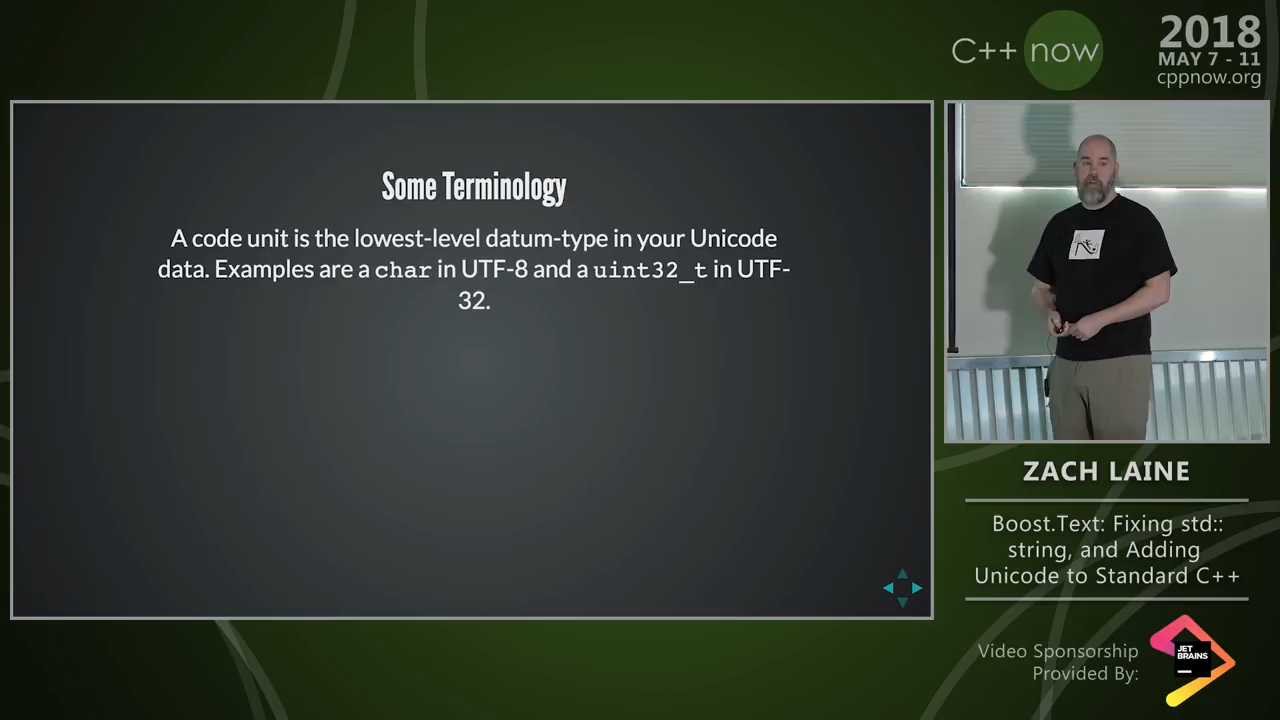 C++ now
2018
MAY 7 - 11
cppnow.org
Some Terminology
A code unit is the lowest-level datum-type in your Unicode
data. Examples are a char in UTF-8 and a uint32_t in UTF-
32.
ZACH LAINE
Boost.Text: Fixing std::
string, and Adding
Unicode to Standard C++
Video Sponsorship
Provided By:
JET
BRAINS